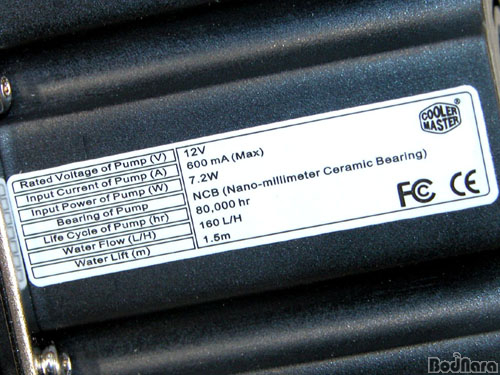 COOLER
MASTER
Rated Voltage of Pump (V) 12V
Input Current of Pump (A) 600 mA (Max)
Input Power of Pump (W) 7.2W
Bearing of Pump NCB (Nano-millimeter Ceramic Bearing)
Life Cycle of Pump (hr) 80,000 hr
Water Flow (L/H) 160 L/H
Water Lift (m) 1.5m
FC CE
BodNara